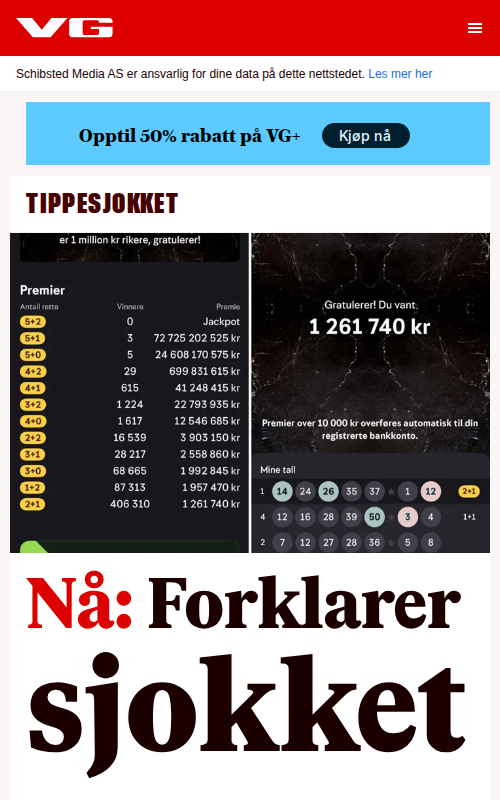 VG
Schibsted Media AS er ansvarlig for dine data på dette nettstedet. Les mer her
Opptil 50% rabatt på VG+
Kjøp nå
TIPPESJOKKET
er 1 million kr rikere, gratulerer!
Premier
Antall rette Vinnere Premie
5+2 0 Jackpot
5+1 3 72 725 202 525 kr
5+0 5 24 608 170 575 kr
4+2 29 699 831 615 kr
4+1 615 41 248 415 kr
3+2 1 224 22 793 935 kr
4+0 1 617 12 546 685 kr
2+2 16 539 3 903 150 kr
3+1 28 217 2 558 860 kr
3+0 68 665 1 992 845 kr
1+2 87 313 1 957 470 kr
2+1 406 310 1 261 740 kr
Gratulerer! Du vant
1 261 740 kr
Premier over 10 000 kr overføres automatisk til din
registrerte bankkonto.
Mine tall
1 14 24 26 35 37 1 12 2+1
4 12 16 28 39 50 3 4 1+1
2 7 12 27 28 36 5 8
Nå: Forklarer
sjokket